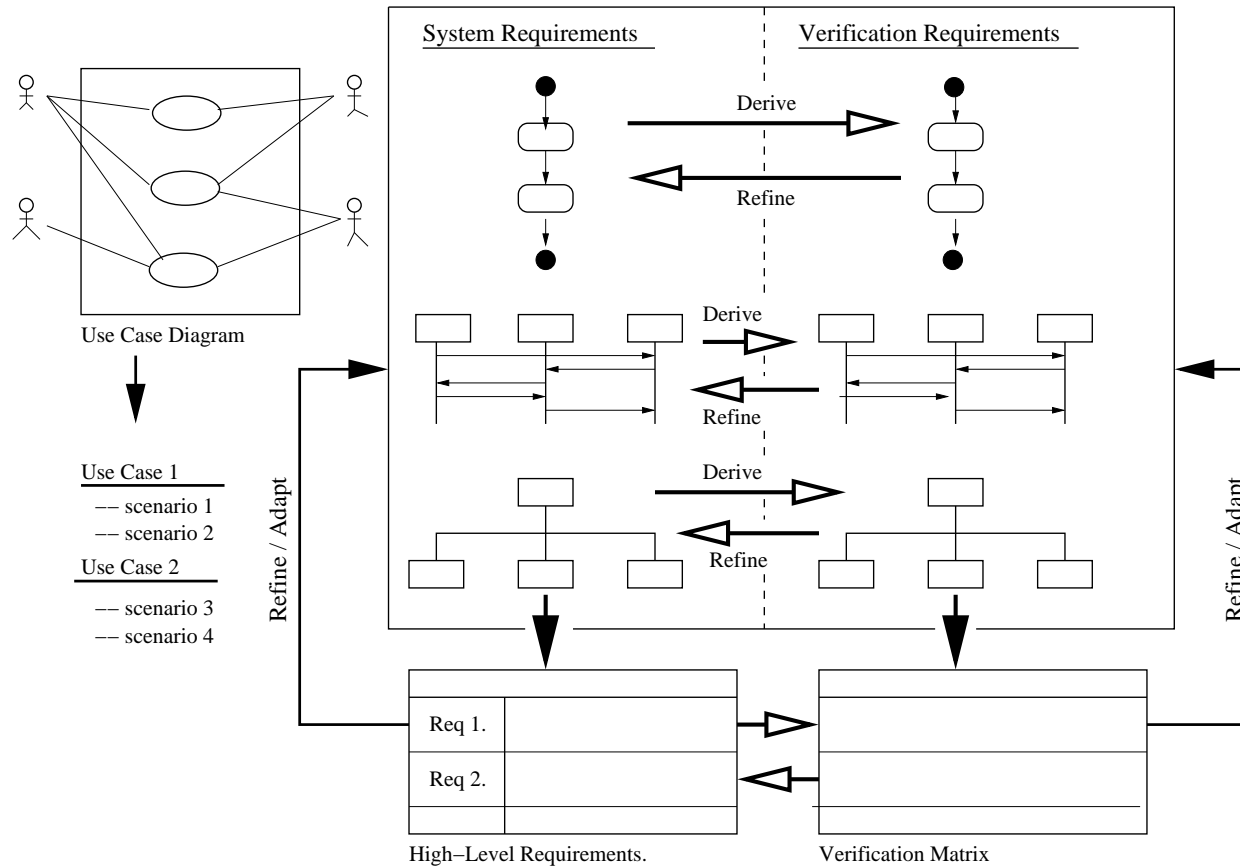 System Requirements
Verification Requirements
Derive
Refine
Use Case Diagram
Derive
Refine
Use Case 1
−− scenario 1
−− scenario 2
Use Case 2
−− scenario 3
−− scenario 4
Derive
Refine
Refine / Adapt
Refine / Adapt
Req 1.
Req 2.
High−Level Requirements.
Verification Matrix